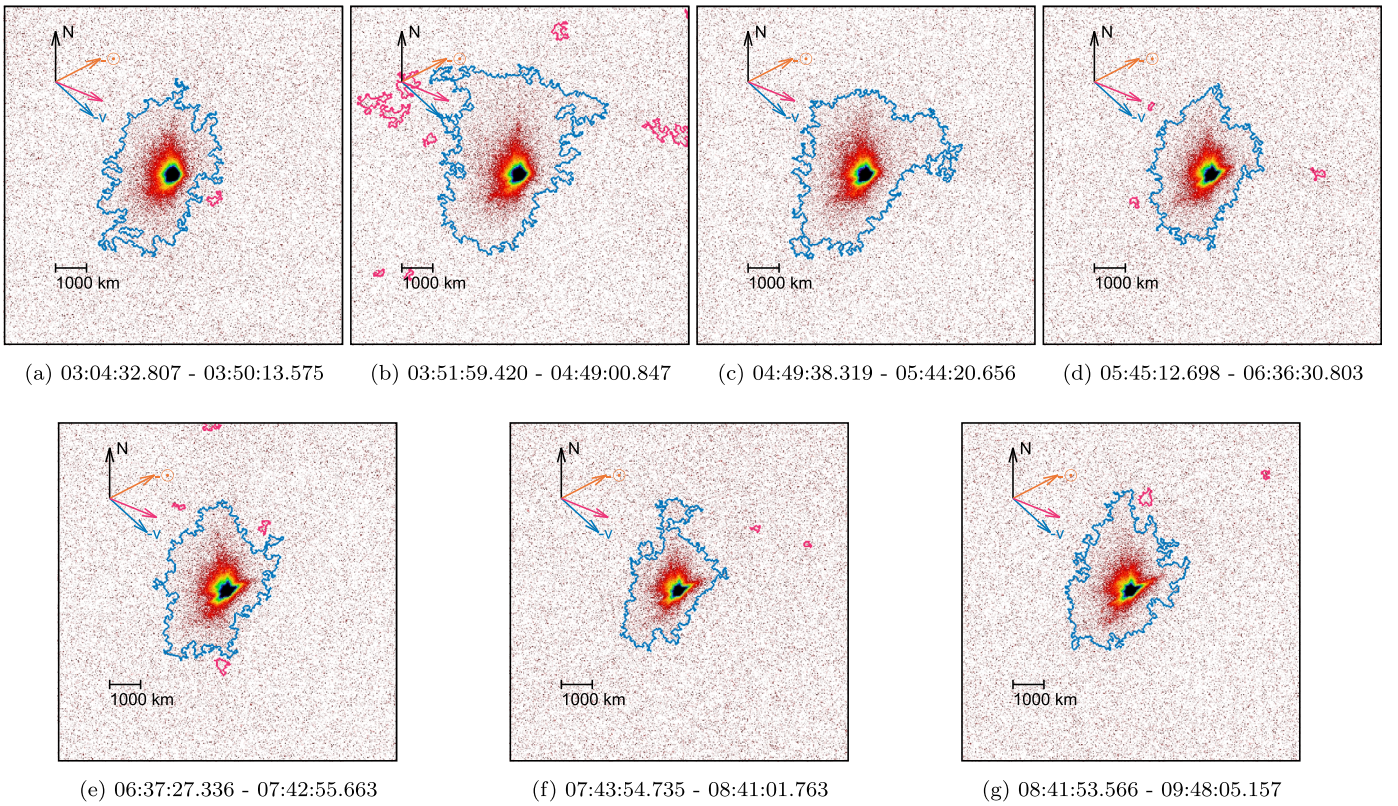 N
-☉
-v
1000 km
(a) 03:04:32.807 - 03:50:13.575
N
-☉
-v
1000 km
(b) 03:51:59.420 - 04:49:00.847
N
-☉
-v
1000 km
(c) 04:49:38.319 - 05:44:20.656
N
-☉
-v
1000 km
(d) 05:45:12.698 - 06:36:30.803
N
-☉
-v
1000 km
(e) 06:37:27.336 - 07:42:55.663
N
-☉
-v
1000 km
(f) 07:43:54.735 - 08:41:01.763
N
-☉
-v
1000 km
(g) 08:41:53.566 - 09:48:05.157